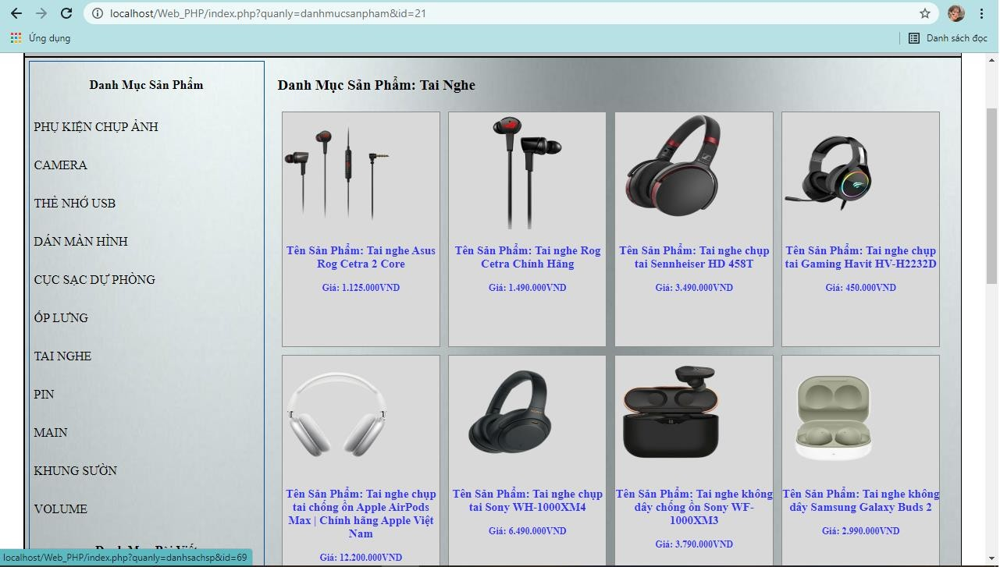 localhost/Web_PHP/index.php?quanly=danhmucsanpham&id=21
Ứng dụng
Danh sách đọc
Danh Mục Sản Phẩm
PHỤ KIỆN CHỤP ẢNH
CAMERA
THẺ NHỚ USB
DÁN MÀN HÌNH
CỤC SẠC DỰ PHÒNG
ỐP LƯNG
TAI NGHE
PIN
MAIN
KHUNG SƯỜN
VOLUME
Danh Mục Bài Viết
Danh Mục Sản Phẩm: Tai Nghe
Tên Sản Phẩm: Tai nghe Asus
Rog Cetra 2 Core
Giá: 1.125.000VND
Tên Sản Phẩm: Tai nghe Rog
Cetra Chính Hãng
Giá: 1.490.000VND
Tên Sản Phẩm: Tai nghe chụp
tai Sennheiser HD 458T
Giá: 3.490.000VND
Tên Sản Phẩm: Tai nghe chụp
tai Gaming Havit HV-H2232D
Giá: 450.000VND
Tên Sản Phẩm: Tai nghe chụp
tai chống ồn Apple AirPods
Max | Chính hãng Apple Việt
Nam
Giá: 12.200.000VND
Tên Sản Phẩm: Tai nghe chụp
tai Sony WH-1000XM4
Giá: 6.490.000VND
Tên Sản Phẩm: Tai nghe không
dây chống ồn Sony WF-
1000XM3
Giá: 3.790.000VND
Tên Sản Phẩm: Tai nghe không
dây Samsung Galaxy Buds 2
Giá: 2.990.000VND
localhost/Web_PHP/index.php?quanly=danhsachsp&id=69